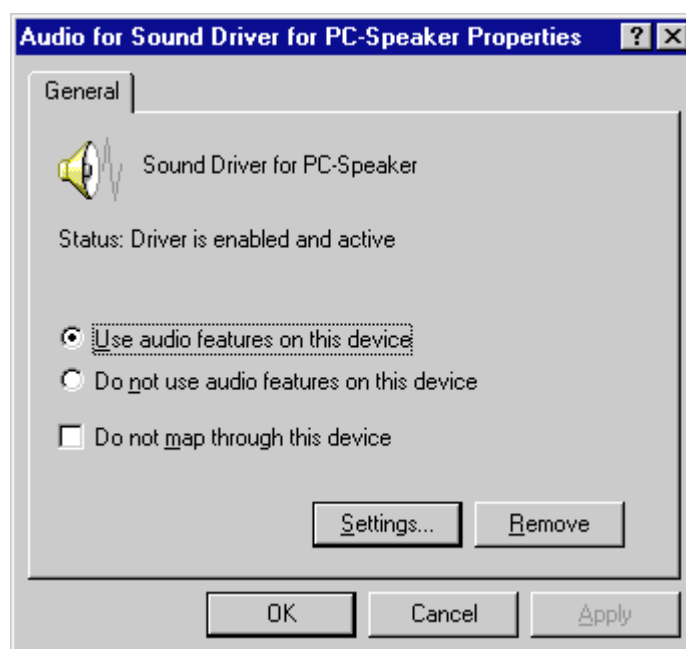 Audio for Sound Driver for PC-Speaker Properties
General
Sound Driver for PC-Speaker
Status: Driver is enabled and active
Use audio features on this device
Do not use audio features on this device
Do not map through this device
Settings... Remove
OK Cancel Apply